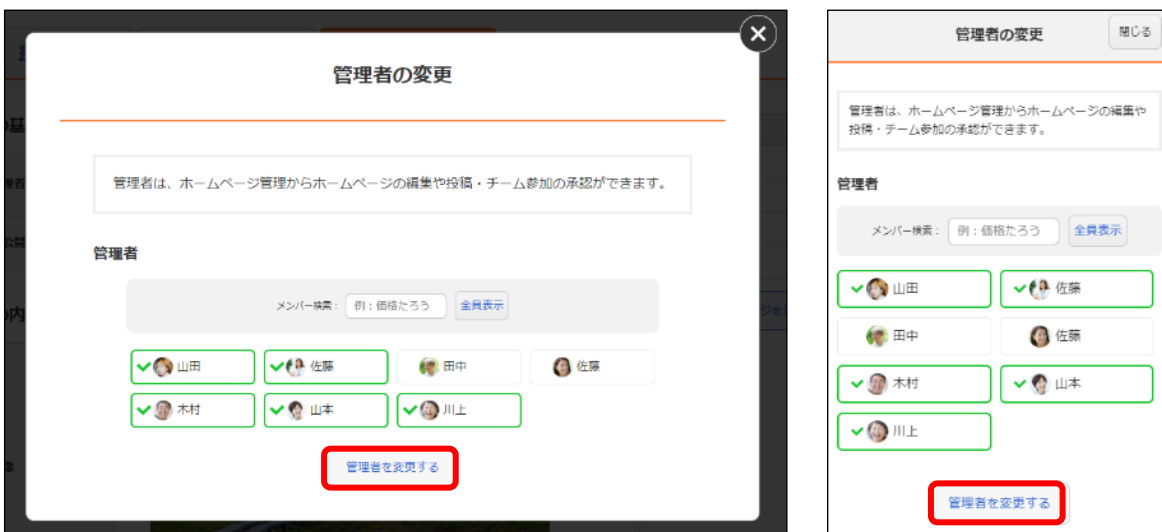 管理者の変更
管理者は、ホームページ管理からホームページの編集や投稿・チーム参加の承認ができます。
管理者
メンバー検索： 例：価格たろう 全員表示
山田 佐藤 田中 佐藤
木村 山本 川上
管理者を変更する
管理者の変更 閉じる
管理者は、ホームページ管理からホームページの編集や
投稿・チーム参加の承認ができます。
管理者
メンバー検索： 例：価格たろう 全員表示
山田 佐藤
田中 佐藤
木村 山本
川上
管理者を変更する